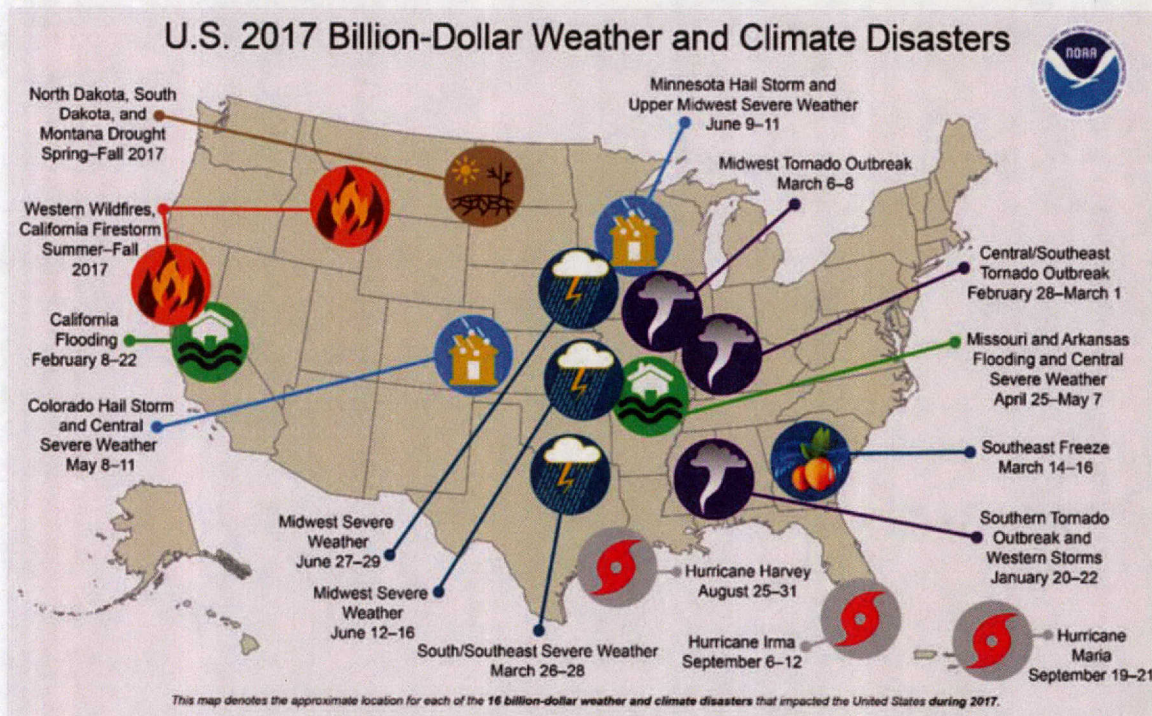 U.S. 2017 Billion-Dollar Weather and Climate Disasters
NOAA
North Dakota, South
Dakota, and
Montana Drought
Spring–Fall 2017
Minnesota Hail Storm and
Upper Midwest Severe Weather
June 9–11
Midwest Tornado Outbreak
March 6–8
Western Wildfires,
California Firestorm
Summer–Fall
2017
Central/Southeast
Tornado Outbreak
February 28–March 1
California
Flooding
February 8–22
Missouri and Arkansas
Flooding and Central
Severe Weather
April 25–May 7
Colorado Hail Storm
and Central
Severe Weather
May 8–11
Southeast Freeze
March 14–16
Midwest Severe
Weather
June 27–29
Southern Tornado
Outbreak and
Western Storms
January 20–22
Midwest Severe
Weather
June 12–16
Hurricane Harvey
August 25–31
South/Southeast Severe Weather
March 26–28
Hurricane Irma
September 6–12
Hurricane
Maria
September 19–21
This map denotes the approximate location for each of the 16 billion-dollar weather and climate disasters that impacted the United States during 2017.